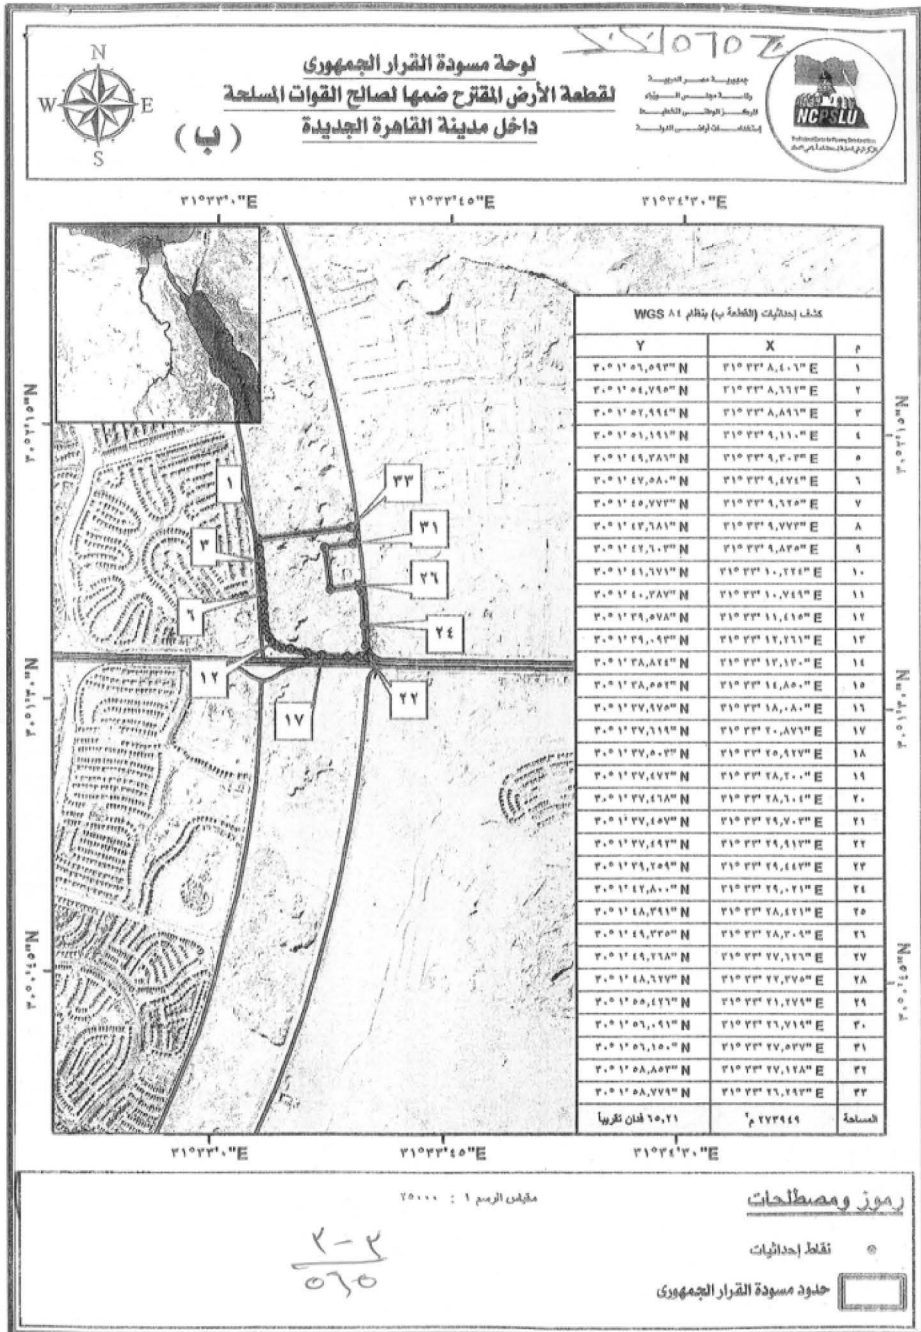 لوحة مسودة القرار الجمهورى
لقطعة الأرض المقترح ضمها لصالح القوات المسلحة
داخل مدينة القاهرة الجديدة
( ب )
N
W E
S
جمهورية مصر العربية
رئاسة مجلس الوزراء
المركز الوطنى لتخطيط
إستخدامات أراضى الدولة
NCPSLU
٣١°٣٣'٠"E ٣١°٣٣'٤٥"E ٣١°٣٤'٣٠"E
٣٠°٢'١٥"N
٣٠°١'٣٠"N
٣٠°٠'٤٥"N
١
٣
٦
١٢
١٧
٢٢
٢٤
٢٦
٣١
٣٣
كشف إحداثيات (القطعة ب) بنظام WGS ٨٤
م X Y
١ ٣١° ٣٣' ٨,٤٠٦" E ٣٠° ١' ٥٦,٥٩٣" N
٢ ٣١° ٣٣' ٨,٦٦٢" E ٣٠° ١' ٥٤,٧٩٥" N
٣ ٣١° ٣٣' ٨,٨٩٦" E ٣٠° ١' ٥٢,٩٩٤" N
٤ ٣١° ٣٣' ٩,١١٠" E ٣٠° ١' ٥١,١٩١" N
٥ ٣١° ٣٣' ٩,٣٠٣" E ٣٠° ١' ٤٩,٣٨٦" N
٦ ٣١° ٣٣' ٩,٤٧٤" E ٣٠° ١' ٤٧,٥٨٠" N
٧ ٣١° ٣٣' ٩,٦٢٥" E ٣٠° ١' ٤٥,٧٧٣" N
٨ ٣١° ٣٣' ٩,٧٧٣" E ٣٠° ١' ٤٣,٦٨١" N
٩ ٣١° ٣٣' ٩,٨٣٥" E ٣٠° ١' ٤٢,٦٠٣" N
١٠ ٣١° ٣٣' ١٠,٢٢٤" E ٣٠° ١' ٤١,٦٧١" N
١١ ٣١° ٣٣' ١٠,٧٤٩" E ٣٠° ١' ٤٠,٣٨٧" N
١٢ ٣١° ٣٣' ١١,٤١٥" E ٣٠° ١' ٣٩,٥٧٨" N
١٣ ٣١° ٣٣' ١٢,٢٦١" E ٣٠° ١' ٣٩,٠٩٣" N
١٤ ٣١° ٣٣' ١٣,١٣٠" E ٣٠° ١' ٣٨,٨٢٤" N
١٥ ٣١° ٣٣' ١٤,٨٥٠" E ٣٠° ١' ٣٨,٥٥٢" N
١٦ ٣١° ٣٣' ١٨,٠٨٠" E ٣٠° ١' ٣٧,٩٧٥" N
١٧ ٣١° ٣٣' ٢٠,٨٧٦" E ٣٠° ١' ٣٧,٦١٩" N
١٨ ٣١° ٣٣' ٢٥,٩٢٧" E ٣٠° ١' ٣٧,٥٠٣" N
١٩ ٣١° ٣٣' ٢٨,٢٠٠" E ٣٠° ١' ٣٧,٤٧٢" N
٢٠ ٣١° ٣٣' ٢٨,٦٠٤" E ٣٠° ١' ٣٧,٤٦٨" N
٢١ ٣١° ٣٣' ٢٩,٧٠٣" E ٣٠° ١' ٣٧,٤٥٧" N
٢٢ ٣١° ٣٣' ٢٩,٩١٣" E ٣٠° ١' ٣٧,٤٩٢" N
٢٣ ٣١° ٣٣' ٢٩,٤٤٣" E ٣٠° ١' ٣٩,٢٥٩" N
٢٤ ٣١° ٣٣' ٢٩,٠٢١" E ٣٠° ١' ٤٢,٨٠٠" N
٢٥ ٣١° ٣٣' ٢٨,٤٢١" E ٣٠° ١' ٤٨,٣٩١" N
٢٦ ٣١° ٣٣' ٢٨,٣٠٩" E ٣٠° ١' ٤٩,٣٣٥" N
٢٧ ٣١° ٣٣' ٢٧,٦٢٦" E ٣٠° ١' ٤٩,٢٦٨" N
٢٨ ٣١° ٣٣' ٢٢,٣٧٥" E ٣٠° ١' ٤٨,٦٢٧" N
٢٩ ٣١° ٣٣' ٢١,٢٧٩" E ٣٠° ١' ٥٥,٤٢٦" N
٣٠ ٣١° ٣٣' ٢٦,٧١٩" E ٣٠° ١' ٥٦,٠٩١" N
٣١ ٣١° ٣٣' ٢٧,٥٣٧" E ٣٠° ١' ٥٦,١٥٠" N
٣٢ ٣١° ٣٣' ٢٧,١٢٨" E ٣٠° ١' ٥٨,٨٥٣" N
٣٣ ٣١° ٣٣' ٢٦,٢٩٣" E ٣٠° ١' ٥٨,٧٧٩" N
المساحة ٢٧٣٩٤٩ م٢ ٦٥,٢١ فدان تقريباً
٣١°٣٣'٠"E ٣١°٣٣'٤٥"E ٣١°٣٤'٣٠"E
رموز ومصطلحات
مقياس الرسم ١ : ٢٥٠٠٠
نقاط إحداثيات
حدود مسودة القرار الجمهورى
٣-٢
٥٦٥